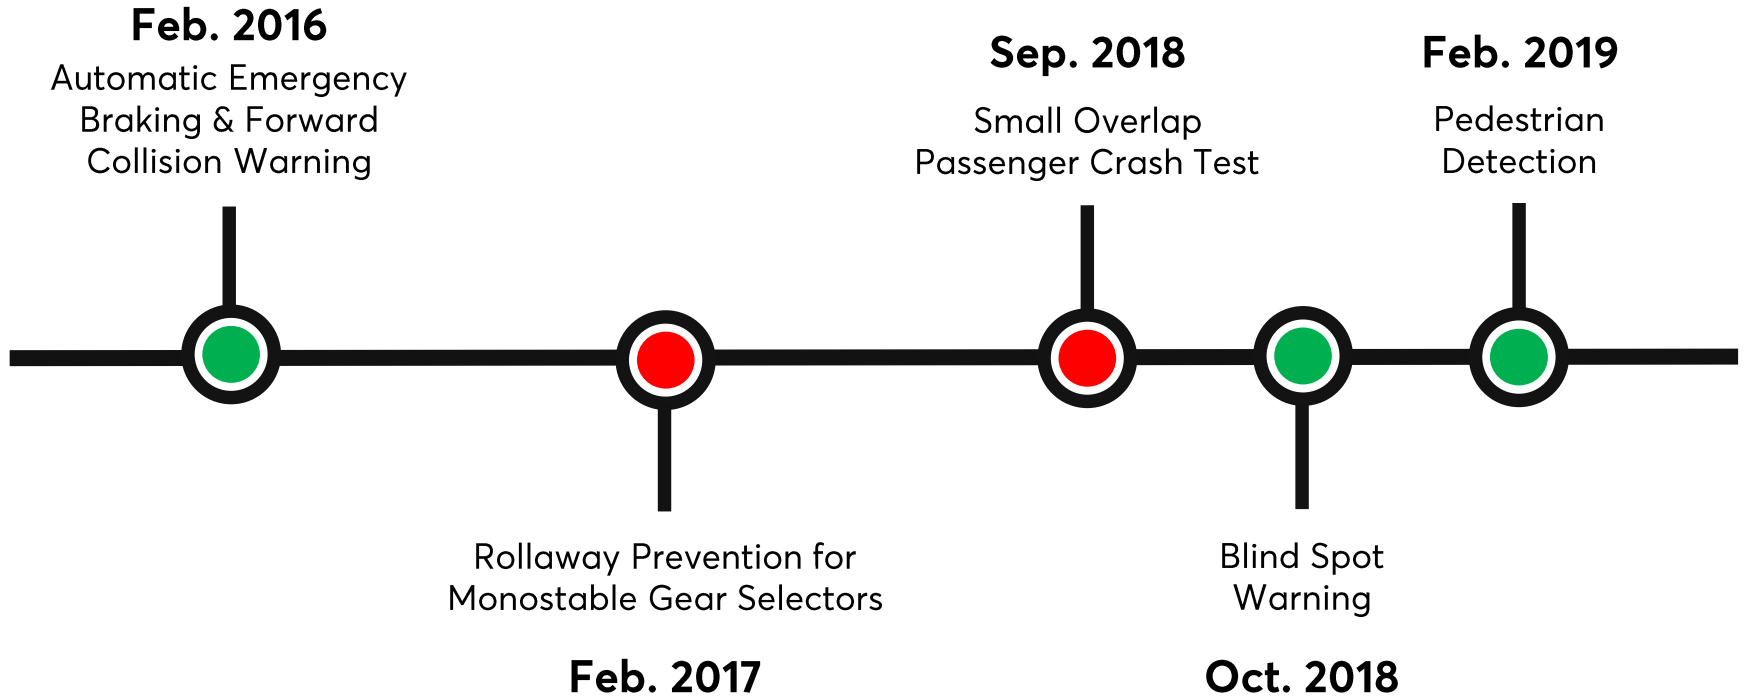 Feb. 2016
Automatic Emergency
Braking & Forward
Collision Warning
Rollaway Prevention for
Monostable Gear Selectors
Feb. 2017
Sep. 2018
Small Overlap
Passenger Crash Test
Blind Spot
Warning
Oct. 2018
Feb. 2019
Pedestrian
Detection